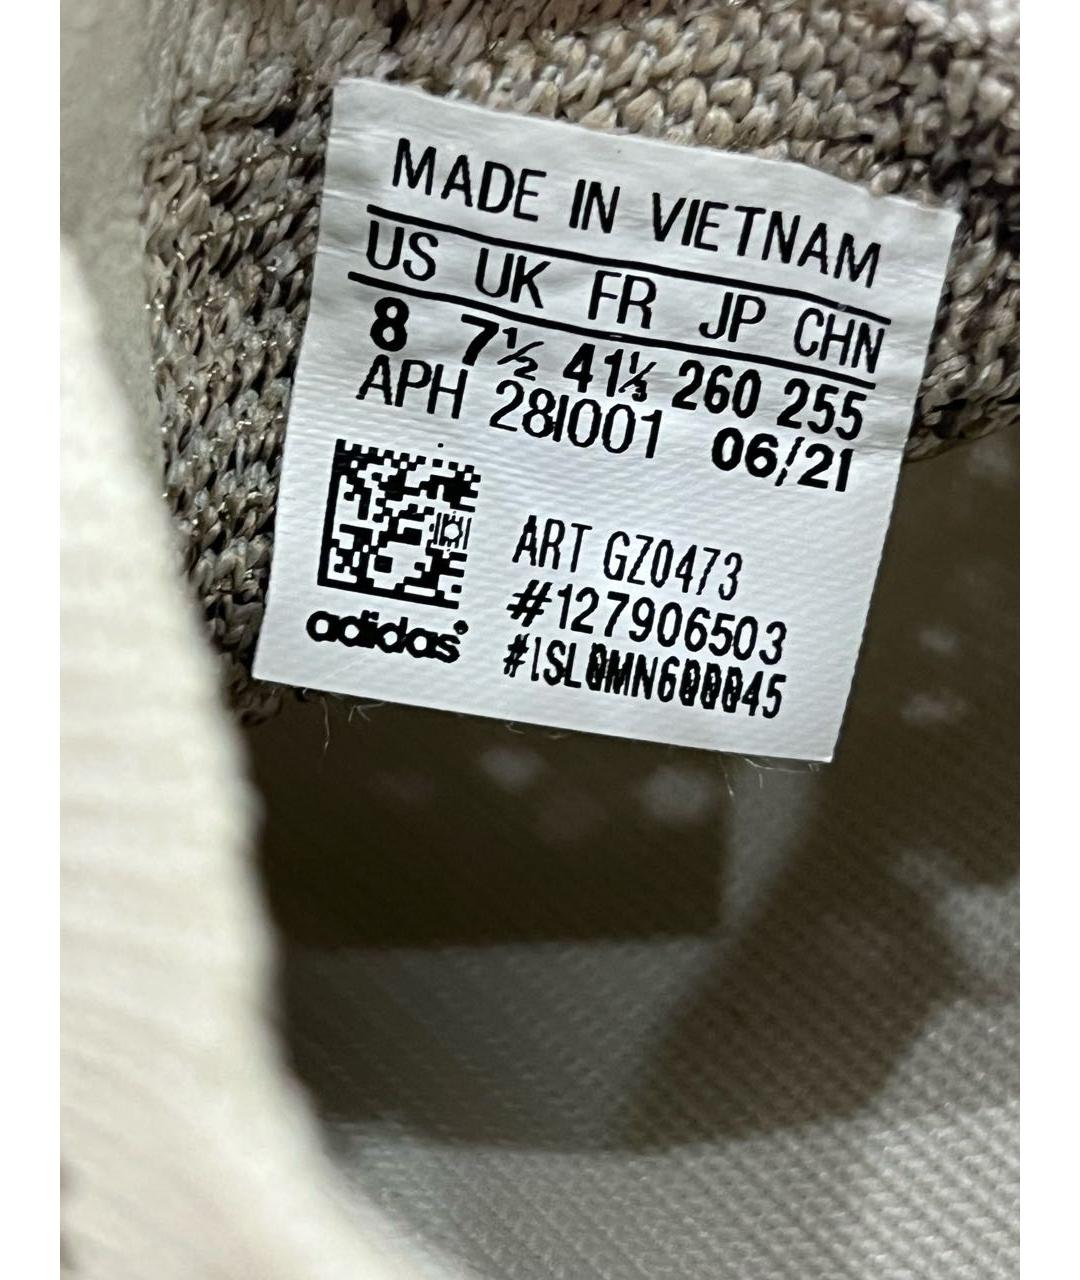 MADE IN VIETNAM
US UK FR JP CHN
8 7½ 41⅓ 260 255
APH 28I001 06/21
ART GZ0473
#127906503
adidas